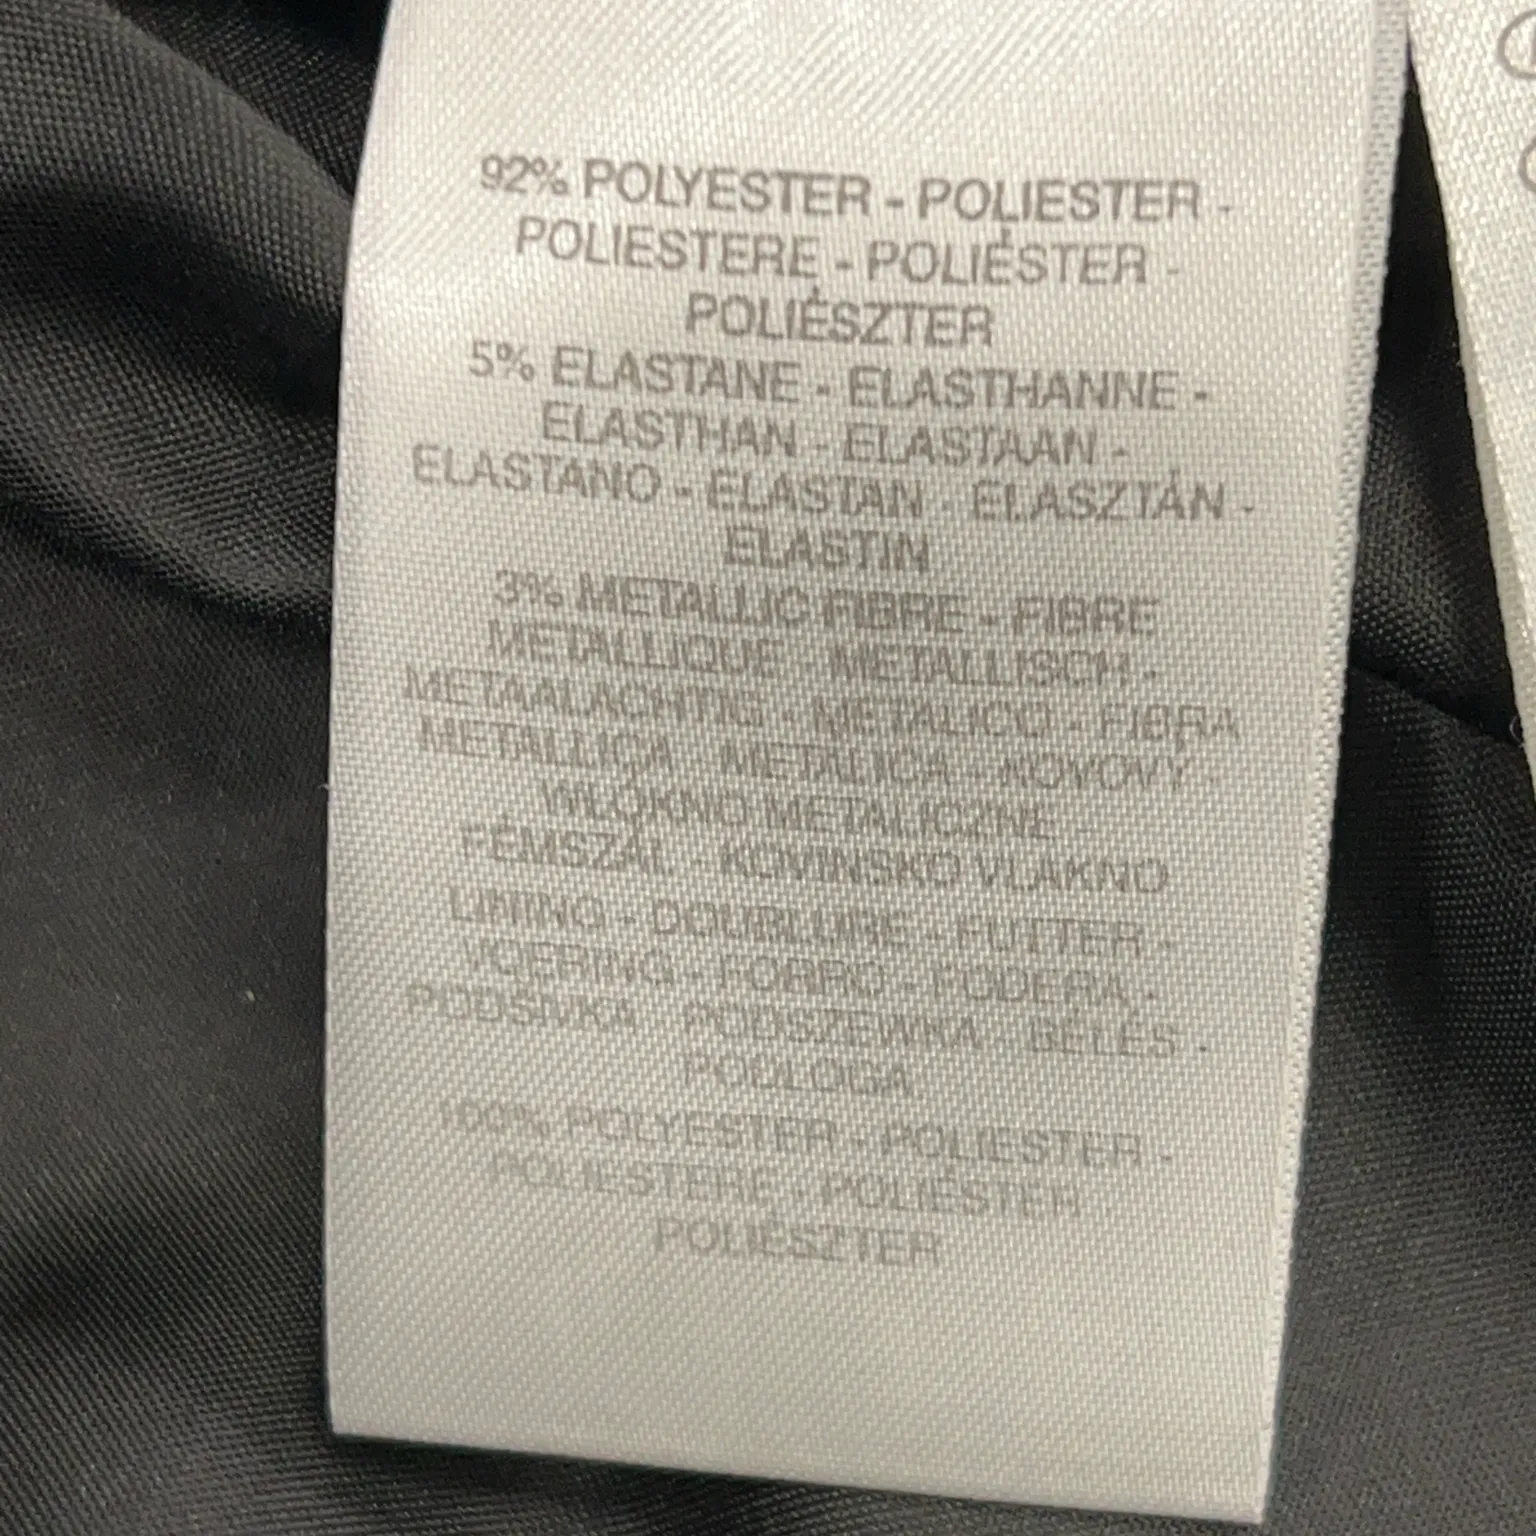 92% POLYESTER - POLIESTER -
POLIESTERE - POLIÉSTER -
POLIÉSZTER
5% ELASTANE - ELASTHANNE -
ELASTHAN - ELASTAAN -
ELASTANO - ELASTAN - ELASZTÁN -
ELASTIN
3% METALLIC FIBRE - FIBRE
METALLIQUE - METALLISCH -
METAALACHTIG - METALICO - FIBRA
METALLICA - METALICA - KOVOVÝ -
WŁÓKNO METALICZNE -
FÉMSZÁL - KOVINSKO VLAKNO
LINING - DOUBLURE - FUTTER -
VOERING - FORRO - FODERA -
PODŠÍVKA - PODSZEWKA - BÉLÉS -
PODLOGA
100% POLYESTER - POLIESTER -
POLIESTERE - POLIÉSTER
POLIÉSZTER